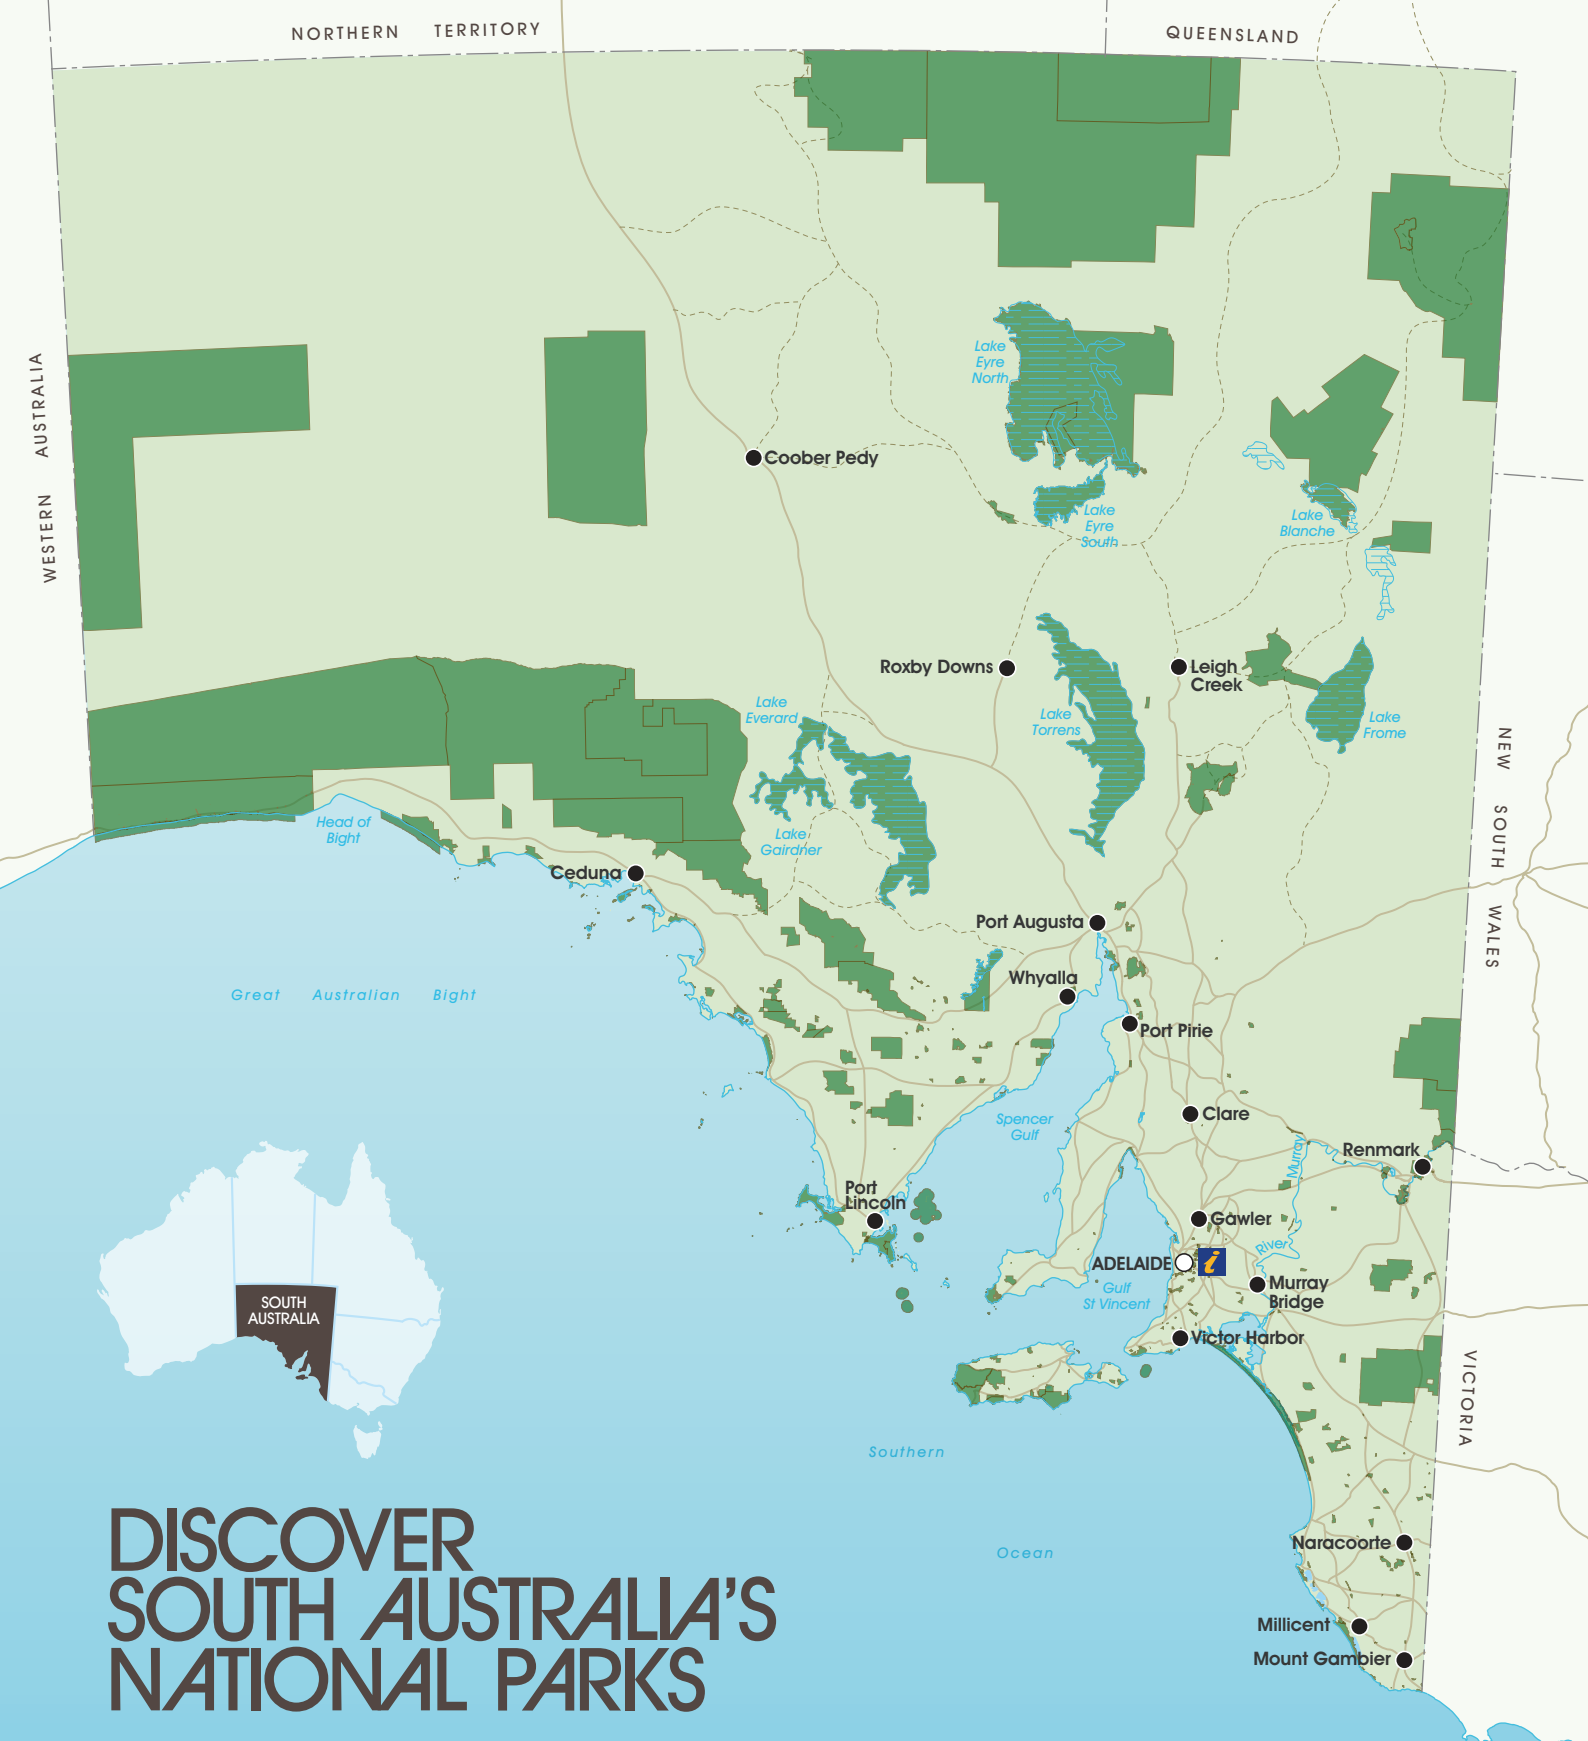 NORTHERN TERRITORY
QUEENSLAND
WESTERN AUSTRALIA
Lake
Eyre
North
Coober Pedy
Lake
Eyre
South
Lake
Blanche
Roxby Downs
Leigh
Creek
Lake
Everard
Lake
Torrens
Lake
Frome
NEW SOUTH WALES
Head of
Bight
Lake
Gairdner
Ceduna
Port Augusta
Whyalla
Great Australian Bight
Port Pirie
Spencer
Gulf
Clare
Murray
Renmark
Port
Lincoln
Gawler
River
ADELAIDE
i
Gulf
St Vincent
Murray
Bridge
SOUTH
AUSTRALIA
Victor Harbor
VICTORIA
Southern
Ocean
Naracoorte
Millicent
Mount Gambier
DISCOVER
SOUTH AUSTRALIA'S
NATIONAL PARKS